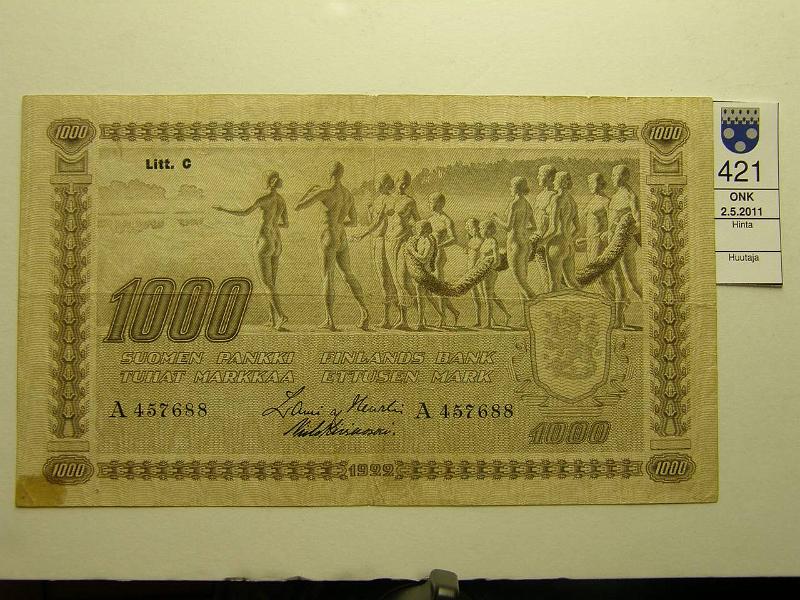 1000 1000
Litt. C
1000
SUOMEN PANKKI FINLANDS BANK
TUHAT MARKKAA ETTUSEN MARK
A 457688 A 457688
1000
1000 1922 1000
421
ONK
2.5.2011
Hinta
Huutaja